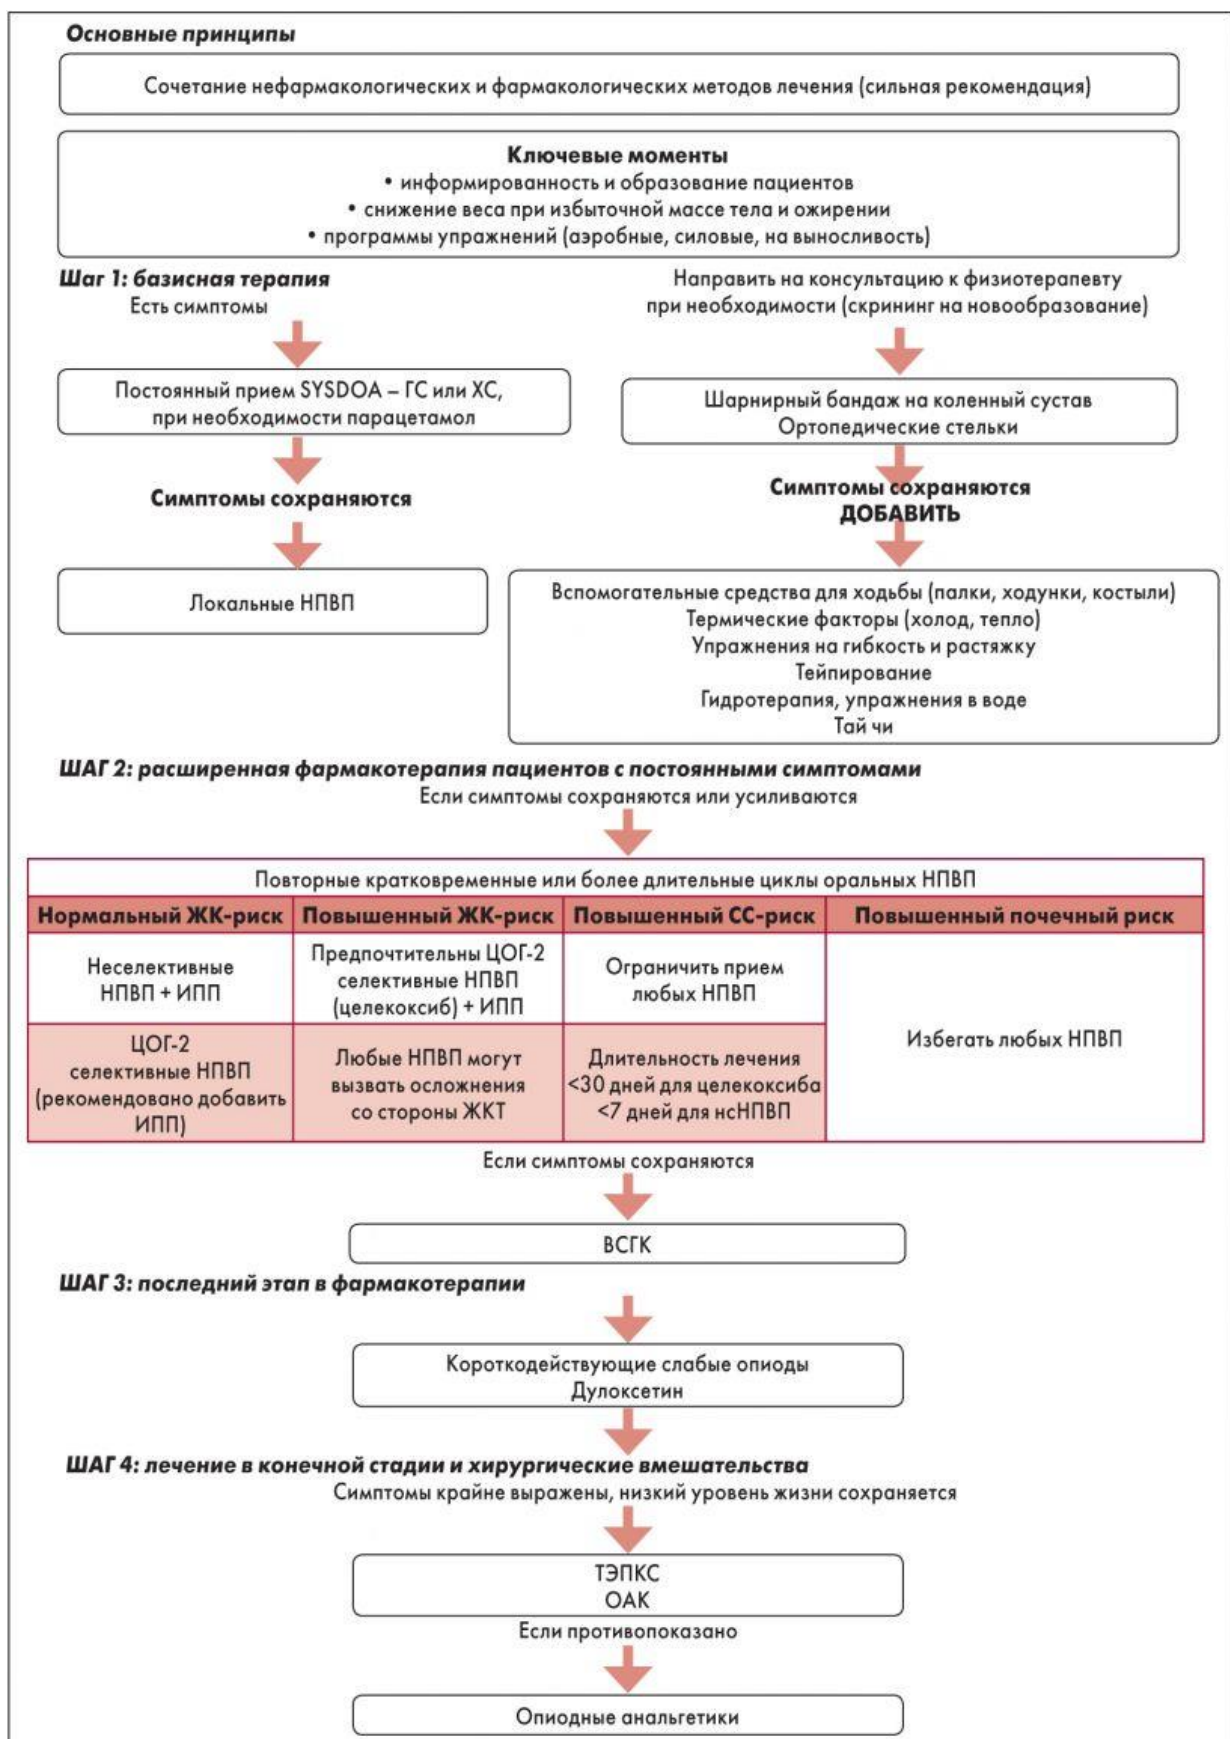 Основные принципы
Сочетание нефармакологических и фармакологических методов лечения (сильная рекомендация)
Ключевые моменты
• информированность и образование пациентов
• снижение веса при избыточной массе тела и ожирении
• программы упражнений (аэробные, силовые, на выносливость)
Шаг 1: базисная терапия
Есть симптомы
Постоянный прием SYSDOA – ГС или ХС,
при необходимости парацетамол
Симптомы сохраняются
Локальные НПВП
Направить на консультацию к физиотерапевту
при необходимости (скрининг на новообразование)
Шарнирный бандаж на коленный сустав
Ортопедические стельки
Симптомы сохраняются
ДОБАВИТЬ
Вспомогательные средства для ходьбы (палки, ходунки, костыли)
Термические факторы (холод, тепло)
Упражнения на гибкость и растяжку
Тейпирование
Гидротерапия, упражнения в воде
Тай чи
ШАГ 2: расширенная фармакотерапия пациентов с постоянными симптомами
Если симптомы сохраняются или усиливаются
Повторные кратковременные или более длительные циклы оральных НПВП
Нормальный ЖК-риск
Повышенный ЖК-риск
Повышенный СС-риск
Повышенный почечный риск
Неселективные
НПВП + ИПП
Предпочтительны ЦОГ-2
селективные НПВП
(целекоксиб) + ИПП
Ограничить прием
любых НПВП
Избегать любых НПВП
ЦОГ-2
селективные НПВП
(рекомендовано добавить
ИПП)
Любые НПВП могут
вызвать осложнения
со стороны ЖКТ
Длительность лечения
<30 дней для целекоксиба
<7 дней для нсНПВП
Если симптомы сохраняются
ВСГК
ШАГ 3: последний этап в фармакотерапии
Короткодействующие слабые опиоды
Дулоксетин
ШАГ 4: лечение в конечной стадии и хирургические вмешательства
Симптомы крайне выражены, низкий уровень жизни сохраняется
ТЭПКС
ОАК
Если противопоказано
Опиодные анальгетики